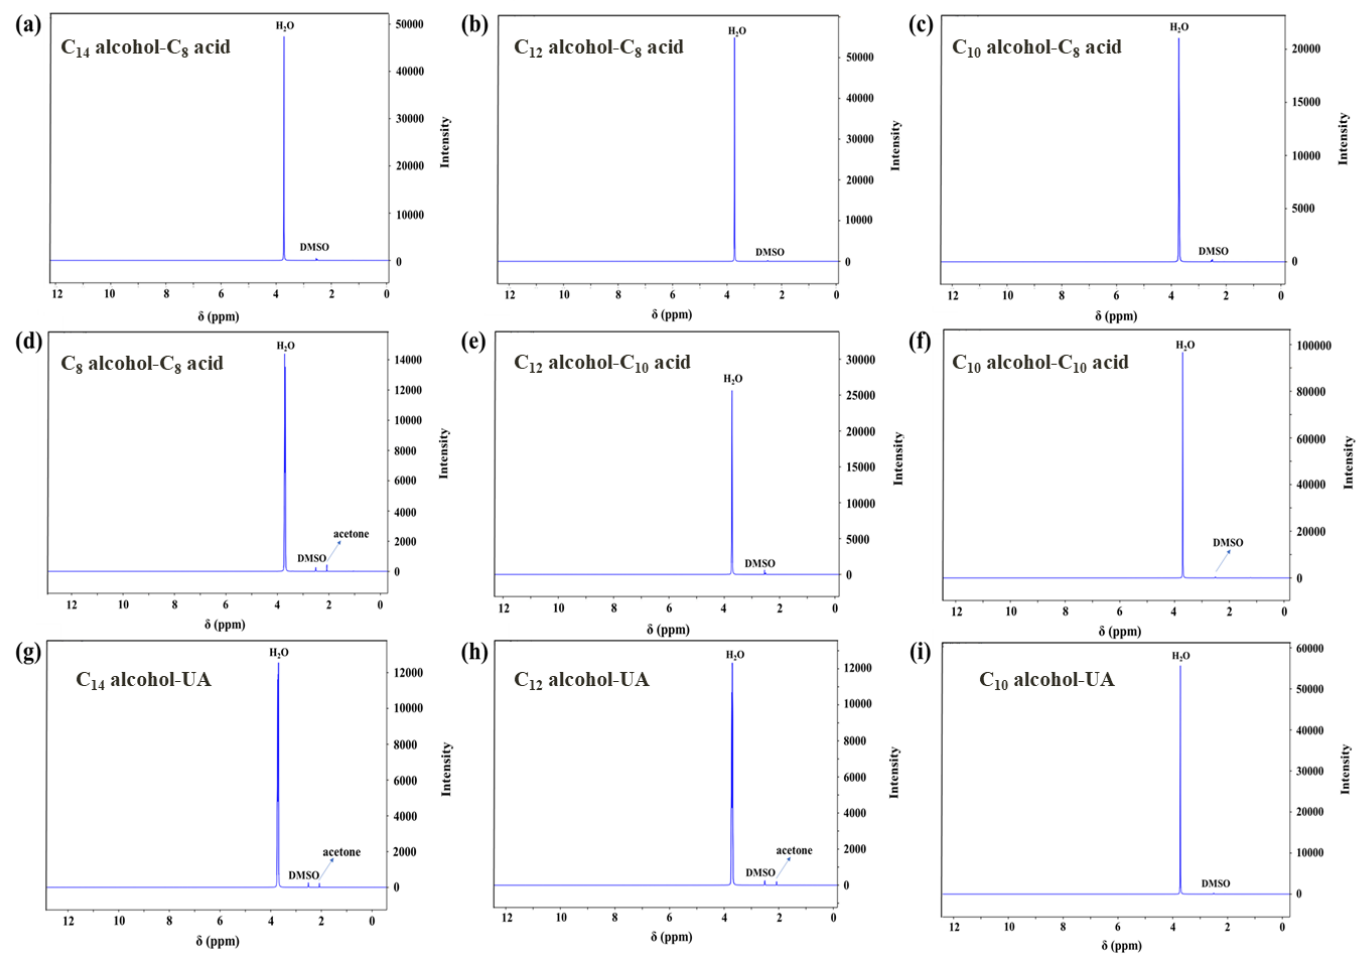 (a)
C14 alcohol-C8 acid
H2O
DMSO
50000
40000
30000
20000
10000
0
Intensity
12 10 8 6 4 2 0
δ (ppm)
(b)
C12 alcohol-C8 acid
H2O
DMSO
50000
40000
30000
20000
10000
0
Intensity
12 10 8 6 4 2 0
δ (ppm)
(c)
C10 alcohol-C8 acid
H2O
DMSO
20000
15000
10000
5000
0
Intensity
12 10 8 6 4 2 0
δ (ppm)
(d)
C8 alcohol-C8 acid
H2O
acetone
DMSO
14000
12000
10000
8000
6000
4000
2000
0
Intensity
12 10 8 6 4 2 0
δ (ppm)
(e)
C12 alcohol-C10 acid
H2O
DMSO
30000
25000
20000
15000
10000
5000
0
Intensity
12 10 8 6 4 2 0
δ (ppm)
(f)
C10 alcohol-C10 acid
H2O
DMSO
100000
80000
60000
40000
20000
0
Intensity
12 10 8 6 4 2 0
δ (ppm)
(g)
C14 alcohol-UA
H2O
acetone
DMSO
12000
10000
8000
6000
4000
2000
0
Intensity
12 10 8 6 4 2 0
δ (ppm)
(h)
C12 alcohol-UA
H2O
acetone
DMSO
12000
10000
8000
6000
4000
2000
0
Intensity
12 10 8 6 4 2 0
δ (ppm)
(i)
C10 alcohol-UA
H2O
DMSO
60000
50000
40000
30000
20000
10000
0
Intensity
12 10 8 6 4 2 0
δ (ppm)